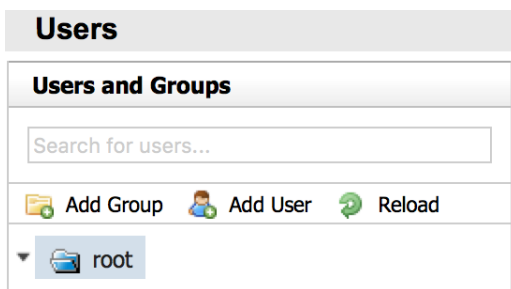 Users
Users and Groups
Search for users...
Add Group Add User Reload
root